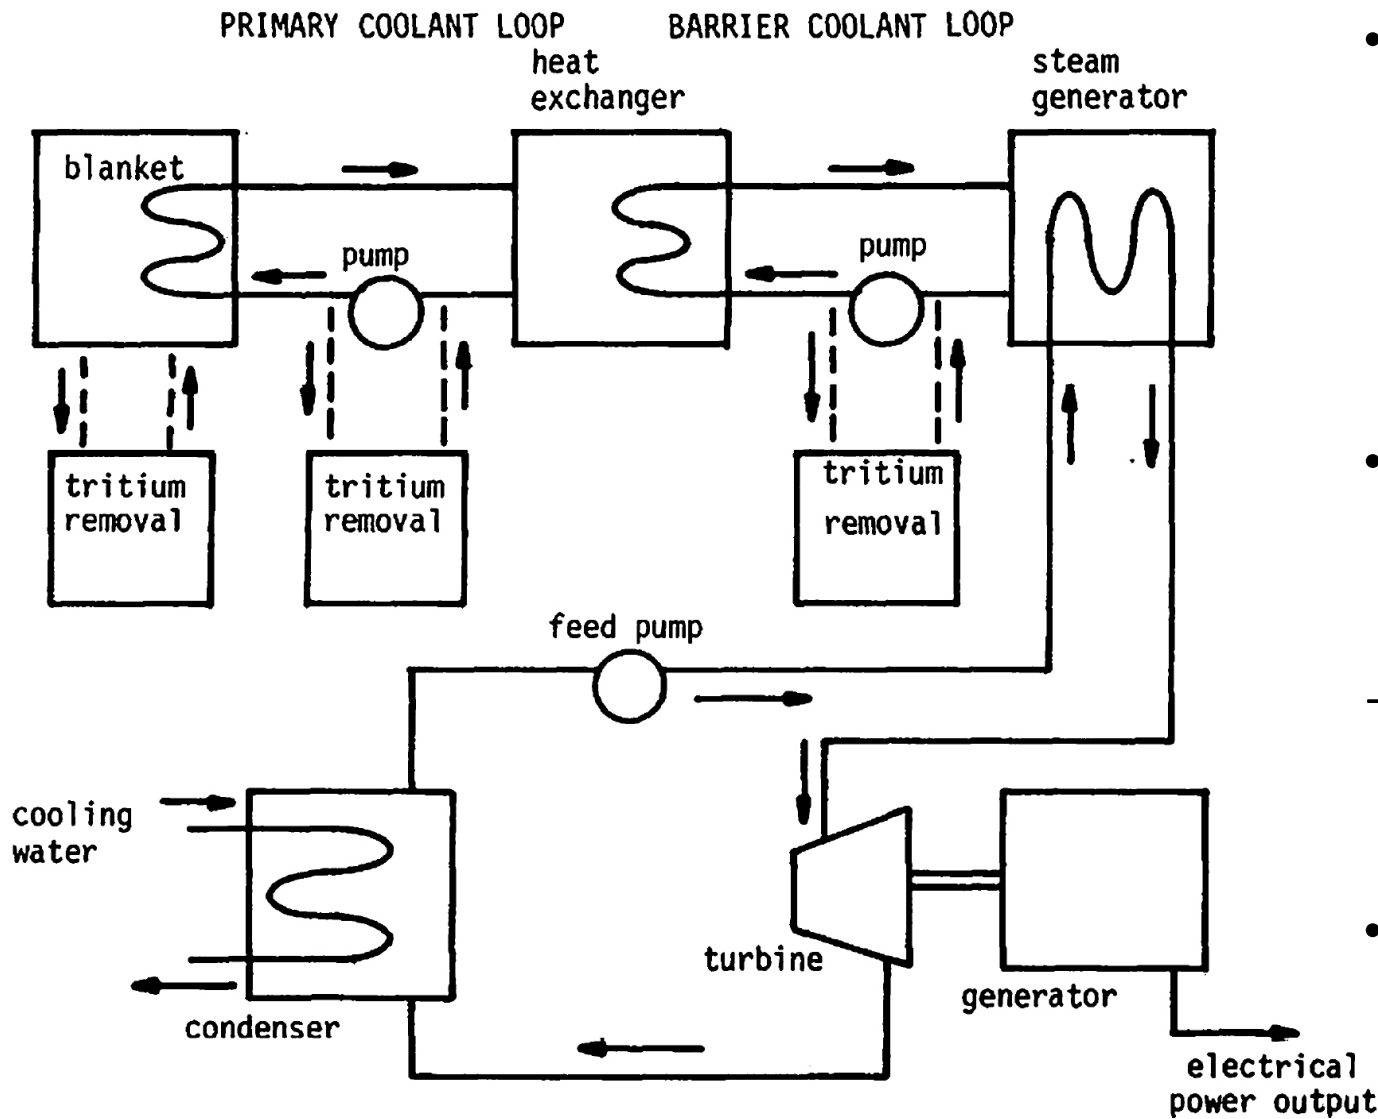 PRIMARY COOLANT LOOP
BARRIER COOLANT LOOP
heat
exchanger
steam
generator
blanket
pump
pump
tritium
removal
tritium
removal
tritium
removal
feed pump
cooling
water
condenser
turbine
generator
electrical
power output